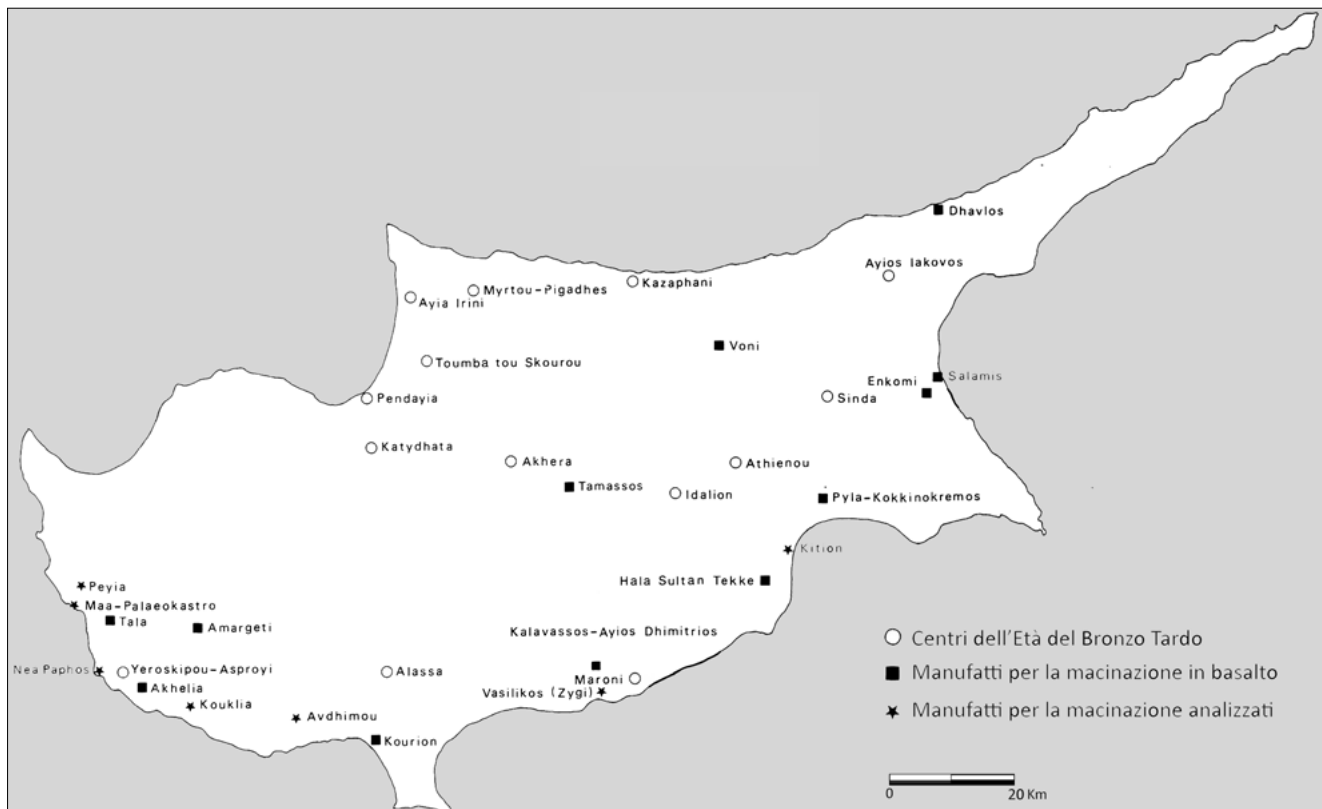 Dhavlos
Ayios Iakovos
Kazaphani
Myrtou-Pigadhes
Ayia Irini
Voni
Toumba tou Skourou
Salamis
Enkomi
Sinda
Pendayia
Katydhata
Akhera
Athienou
Tamassos
Idalion
Pyla-Kokkinokremos
Kition
Hala Sultan Tekke
Peyia
Maa-Palaeokastro
Tala
Amargeti
Kalavassos-Ayios Dhimitrios
Nea Paphos
Yeroskipou-Asproyi
Alassa
Maroni
Akhelia
Vasilikos (Zygi)
Kouklia
Avdhimou
Kourion
Centri dell'Età del Bronzo Tardo
Manufatti per la macinazione in basalto
Manufatti per la macinazione analizzati
0 20 Km